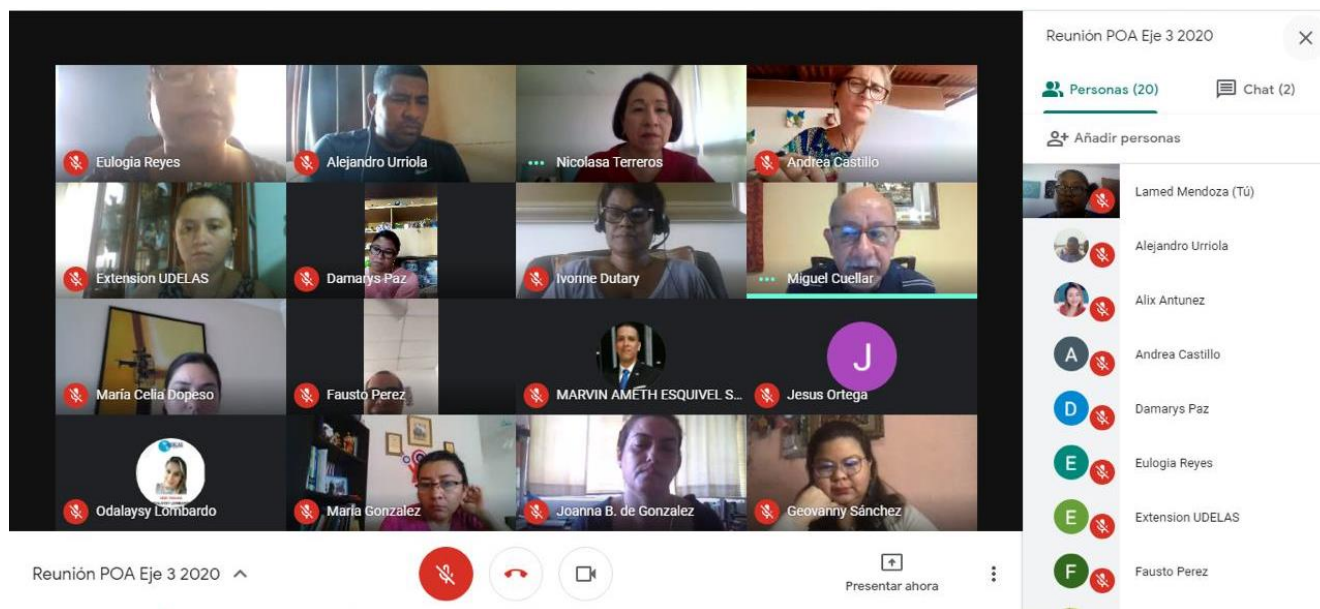 Eulogia Reyes
Alejandro Urriola
Nicolasa Terreros
Andrea Castillo
Extension UDELAS
Damarys Paz
Ivonne Dutary
Miguel Cuellar
María Celia Dopeso
Fausto Perez
MARVIN AMETH ESQUIVEL S...
J
Jesus Ortega
Odalaysy Lombardo
María Gonzalez
Joanna B. de Gonzalez
Geovanny Sánchez
Reunión POA Eje 3 2020
Presentar ahora
Reunión POA Eje 3 2020
Personas (20)
Chat (2)
Añadir personas
Lamed Mendoza (Tú)
Alejandro Urriola
Alix Antunez
A
Andrea Castillo
D
Damarys Paz
E
Eulogia Reyes
E
Extension UDELAS
F
Fausto Perez